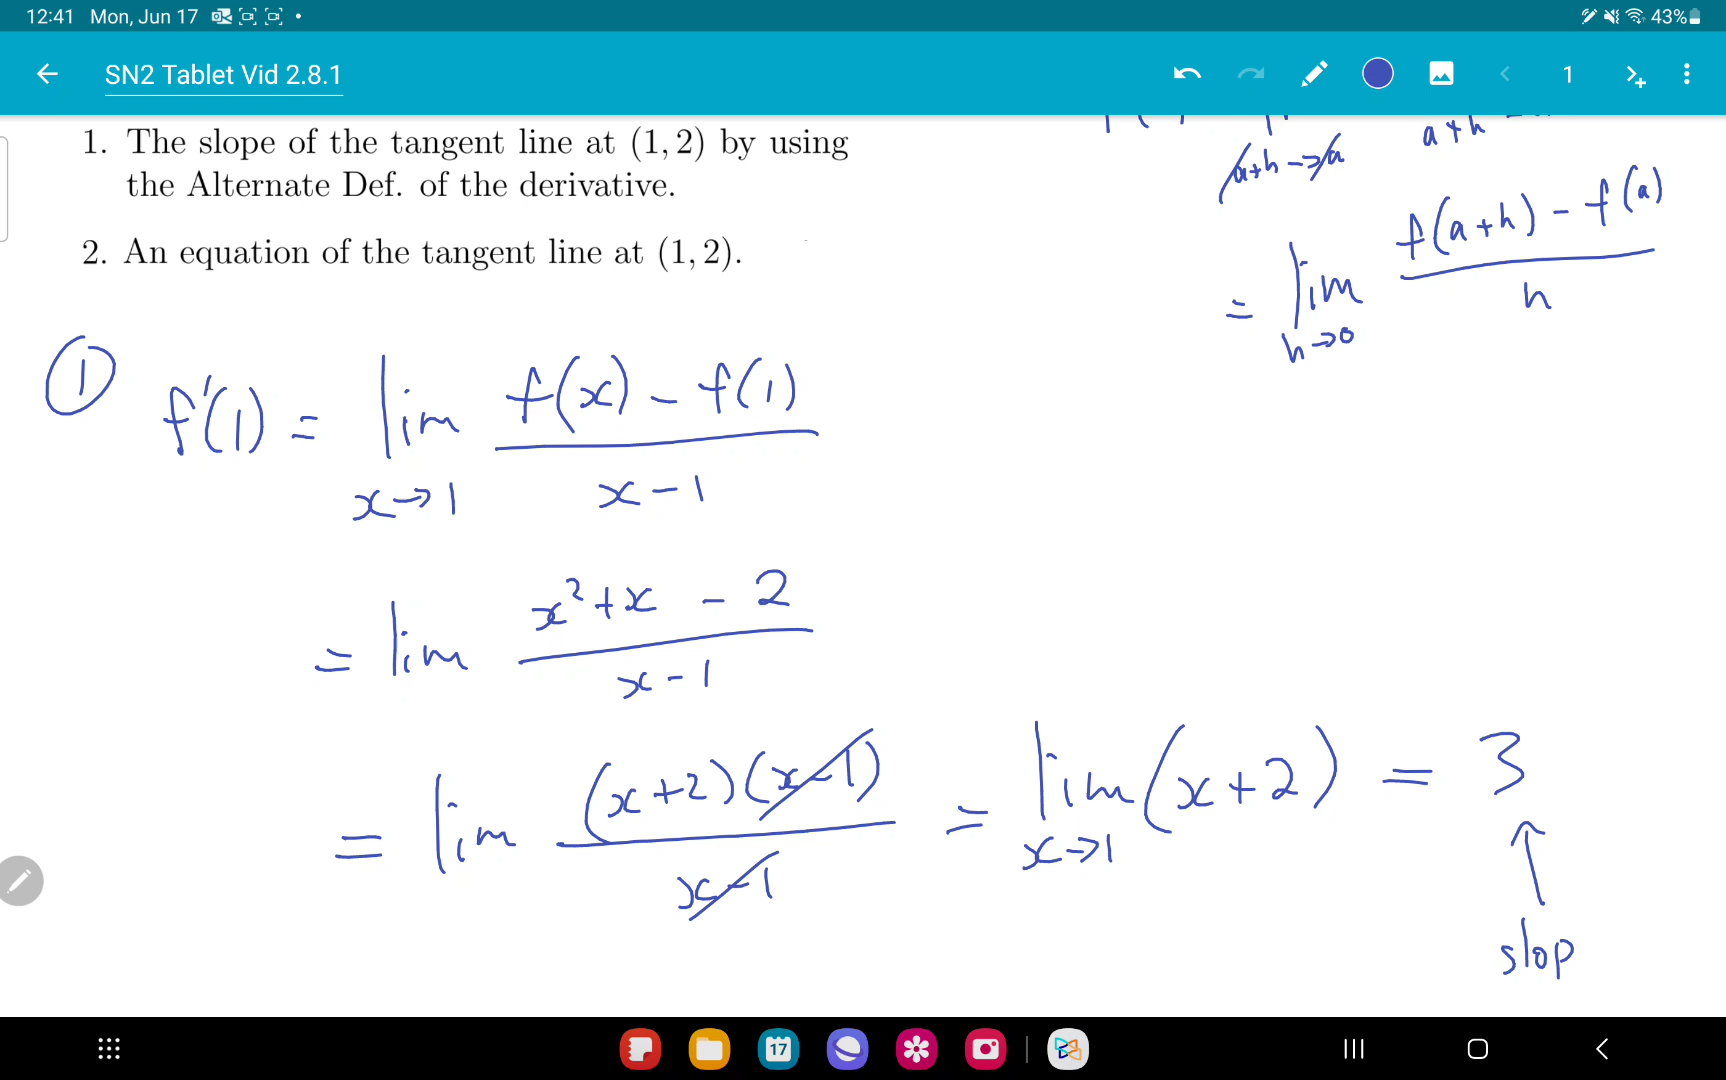 12:41 Mon, Jun 17 43%
SN2 Tablet Vid 2.8.1 1
1. The slope of the tangent line at (1, 2) by using
the Alternate Def. of the derivative.
2. An equation of the tangent line at (1, 2).
a+h
a+h→a
= lim h→0 (f(a+h) - f(a))/h
① f'(1) = lim x→1 (f(x) - f(1))/(x - 1)
= lim (x²+x - 2)/(x - 1)
= lim ((x+2)(x-1))/(x-1) = lim x→1 (x+2) = 3
↑
slop
17